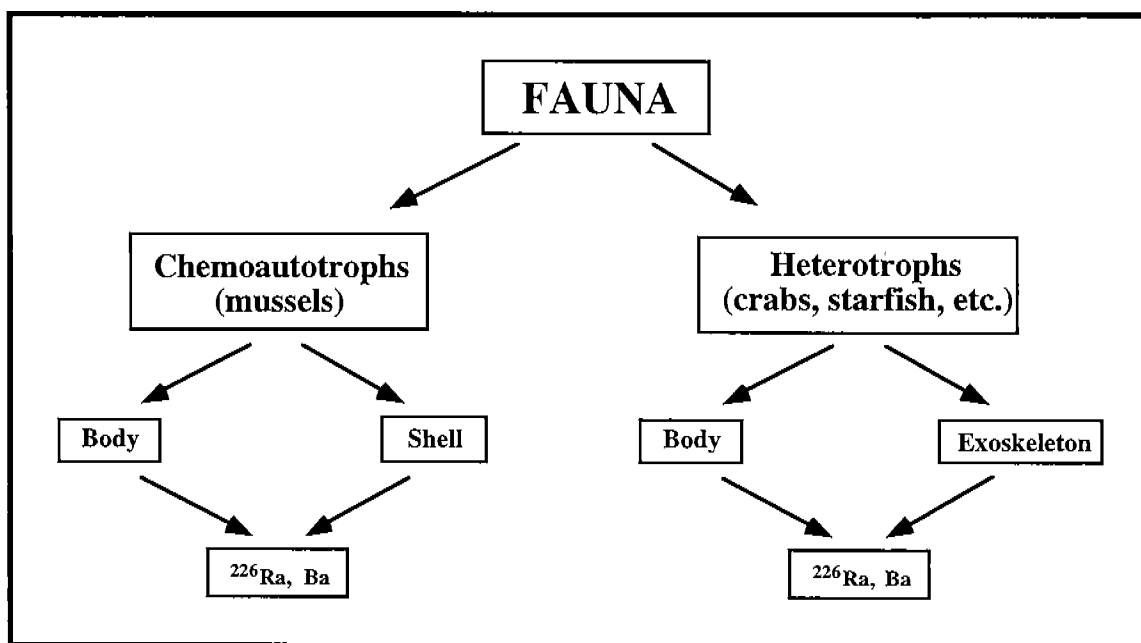 FAUNA
Chemoautotrophs
(mussels)
Heterotrophs
(crabs, starfish, etc.)
Body
Shell
Body
Exoskeleton
²²⁶Ra, Ba
²²⁶Ra, Ba